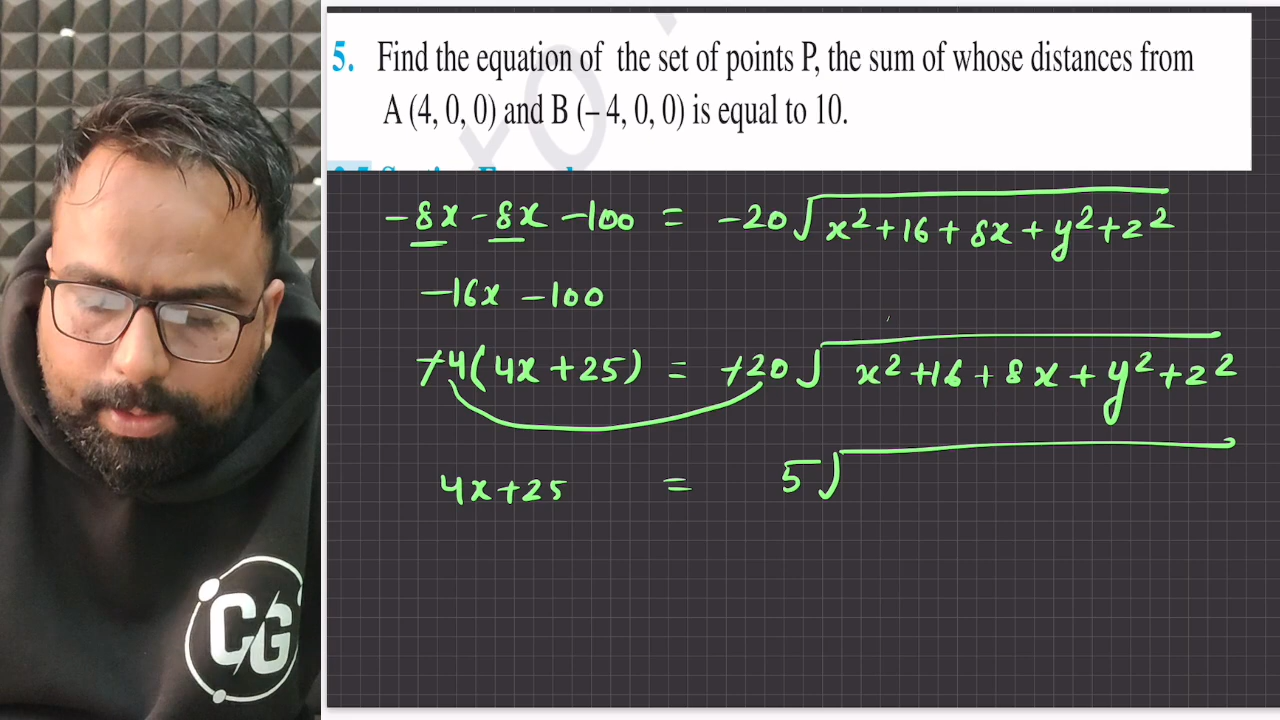 5. Find the equation of the set of points P, the sum of whose distances from
A (4, 0, 0) and B (– 4, 0, 0) is equal to 10.
-8x -8x -100 = -20√(x²+16+8x+y²+z²)
-16x -100
-4(4x+25) = -20√(x²+16+8x+y²+z²)
4x+25 = 5√
CG